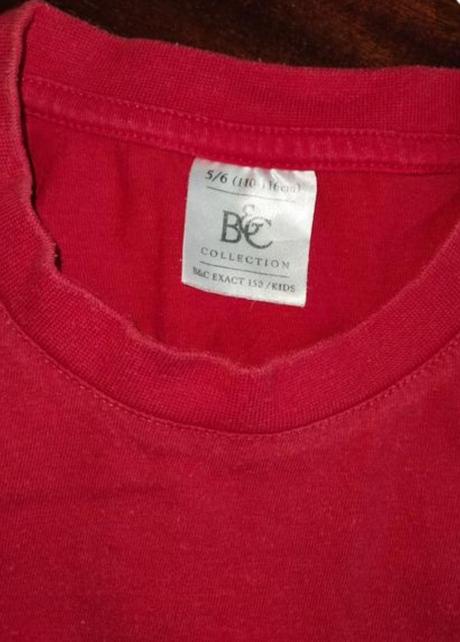 5/6 (110-116cm)
B&C
COLLECTION
B&C EXACT 150/KIDS